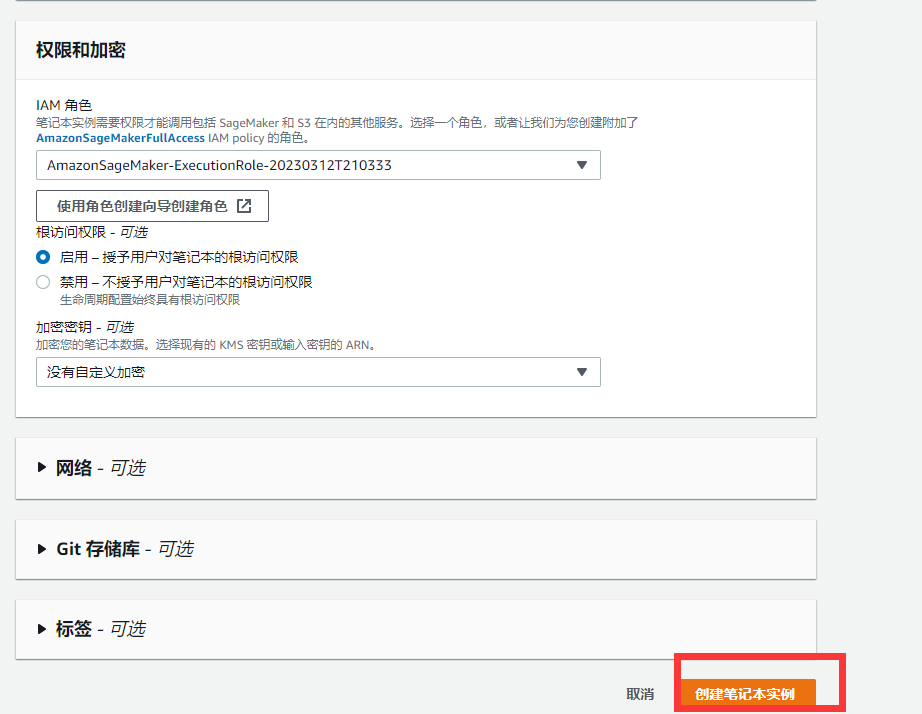 权限和加密
IAM 角色
笔记本实例需要权限才能调用包括 SageMaker 和 S3 在内的其他服务。选择一个角色，或者让我们为您创建附加了
AmazonSageMakerFullAccess IAM policy 的角色。
AmazonSageMaker-ExecutionRole-20230312T210333
使用角色创建向导创建角色
根访问权限 - 可选
启用 – 授予用户对笔记本的根访问权限
禁用 – 不授予用户对笔记本的根访问权限
生命周期配置始终具有根访问权限
加密密钥 - 可选
加密您的笔记本数据。选择现有的 KMS 密钥或输入密钥的 ARN。
没有自定义加密
网络 - 可选
Git 存储库 - 可选
标签 - 可选
取消 创建笔记本实例